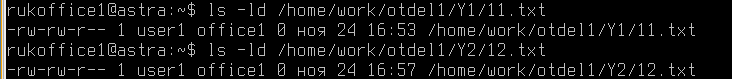 rukoffice1@astra:~$ ls -ld /home/work/otdel1/Y1/11.txt
-rw-rw-r-- 1 user1 office1 0 ноя 24 16:53 /home/work/otdel1/Y1/11.txt
rukoffice1@astra:~$ ls -ld /home/work/otdel1/Y2/12.txt
-rw-rw-r-- 1 user1 office1 0 ноя 24 16:57 /home/work/otdel1/Y2/12.txt